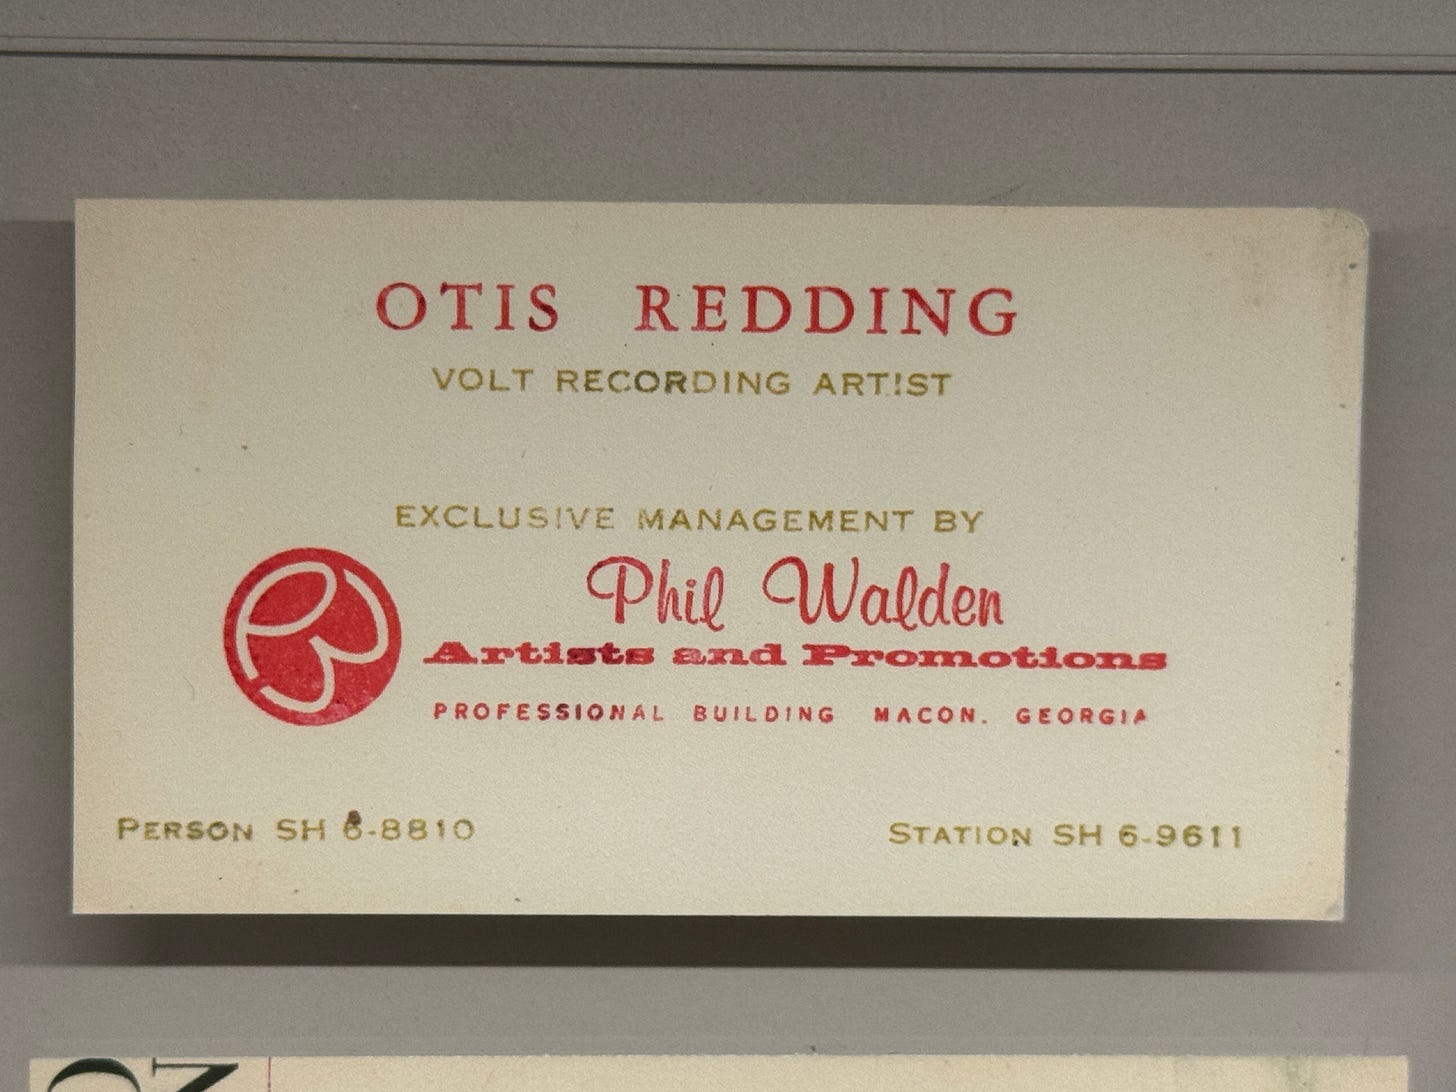 OTIS REDDING
VOLT RECORDING ARTIST
EXCLUSIVE MANAGEMENT BY
Phil Walden
Artists and Promotions
PROFESSIONAL BUILDING MACON. GEORGIA
PERSON SH 6-8810
STATION SH 6-9611